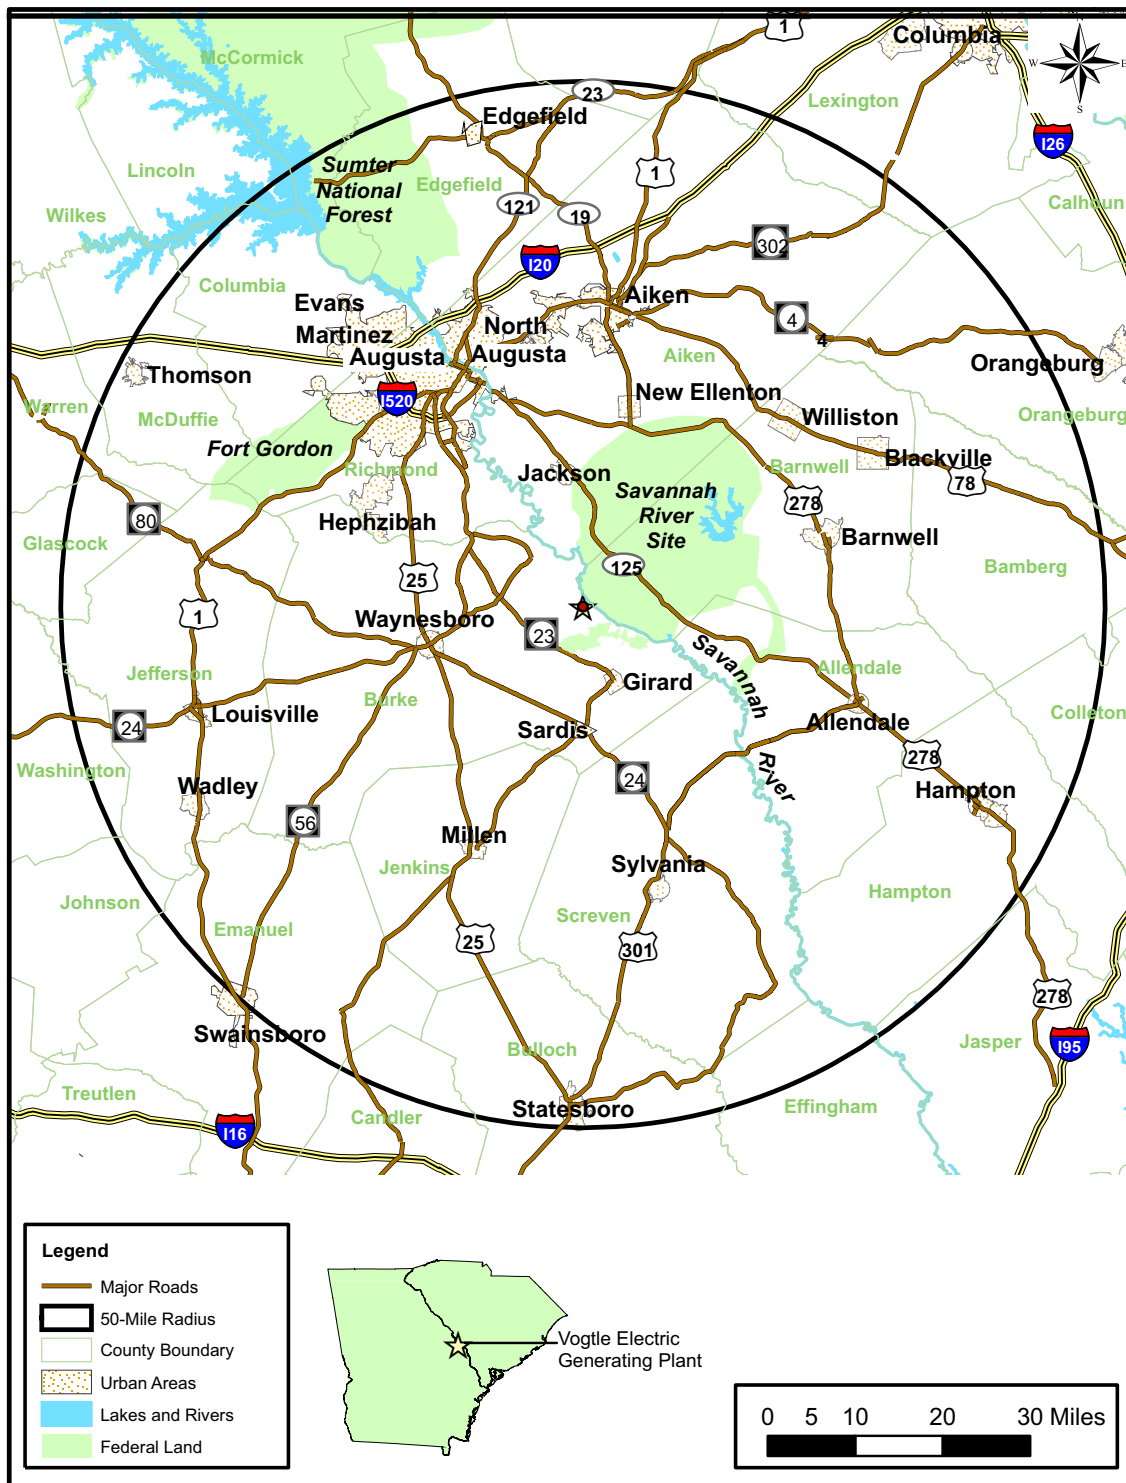 1
Columbia
N
W
E
S
McCormick
23
Lexington
Edgefield
I26
Sumter
National
Forest
Lincoln
Edgefield
1
Wilkes
121
19
Calhoun
302
I20
Columbia
Evans
Aiken
Martinez
North
Augusta
Augusta
4
4
Aiken
Orangeburg
Thomson
I520
New Ellenton
Warren
McDuffie
Williston
Orangeburg
Fort Gordon
Richmond
Jackson
Barnwell
Blackville
Savannah
River
Site
278
78
Hephzibah
80
Barnwell
Glascock
125
Bamberg
25
1
Waynesboro
23
Savannah
River
Jefferson
Girard
Allendale
Burke
Louisville
24
Sardis
Allendale
Colleton
Washington
278
24
Wadley
Hampton
56
Millen
Jenkins
Sylvania
Hampton
Johnson
Emanuel
Screven
25
301
278
Swainsboro
Bulloch
Jasper
I95
Treutlen
Statesboro
Effingham
Candler
I16
Legend
Major Roads
50-Mile Radius
County Boundary
Urban Areas
Lakes and Rivers
Federal Land
Vogtle Electric
Generating Plant
0 5 10 20 30 Miles